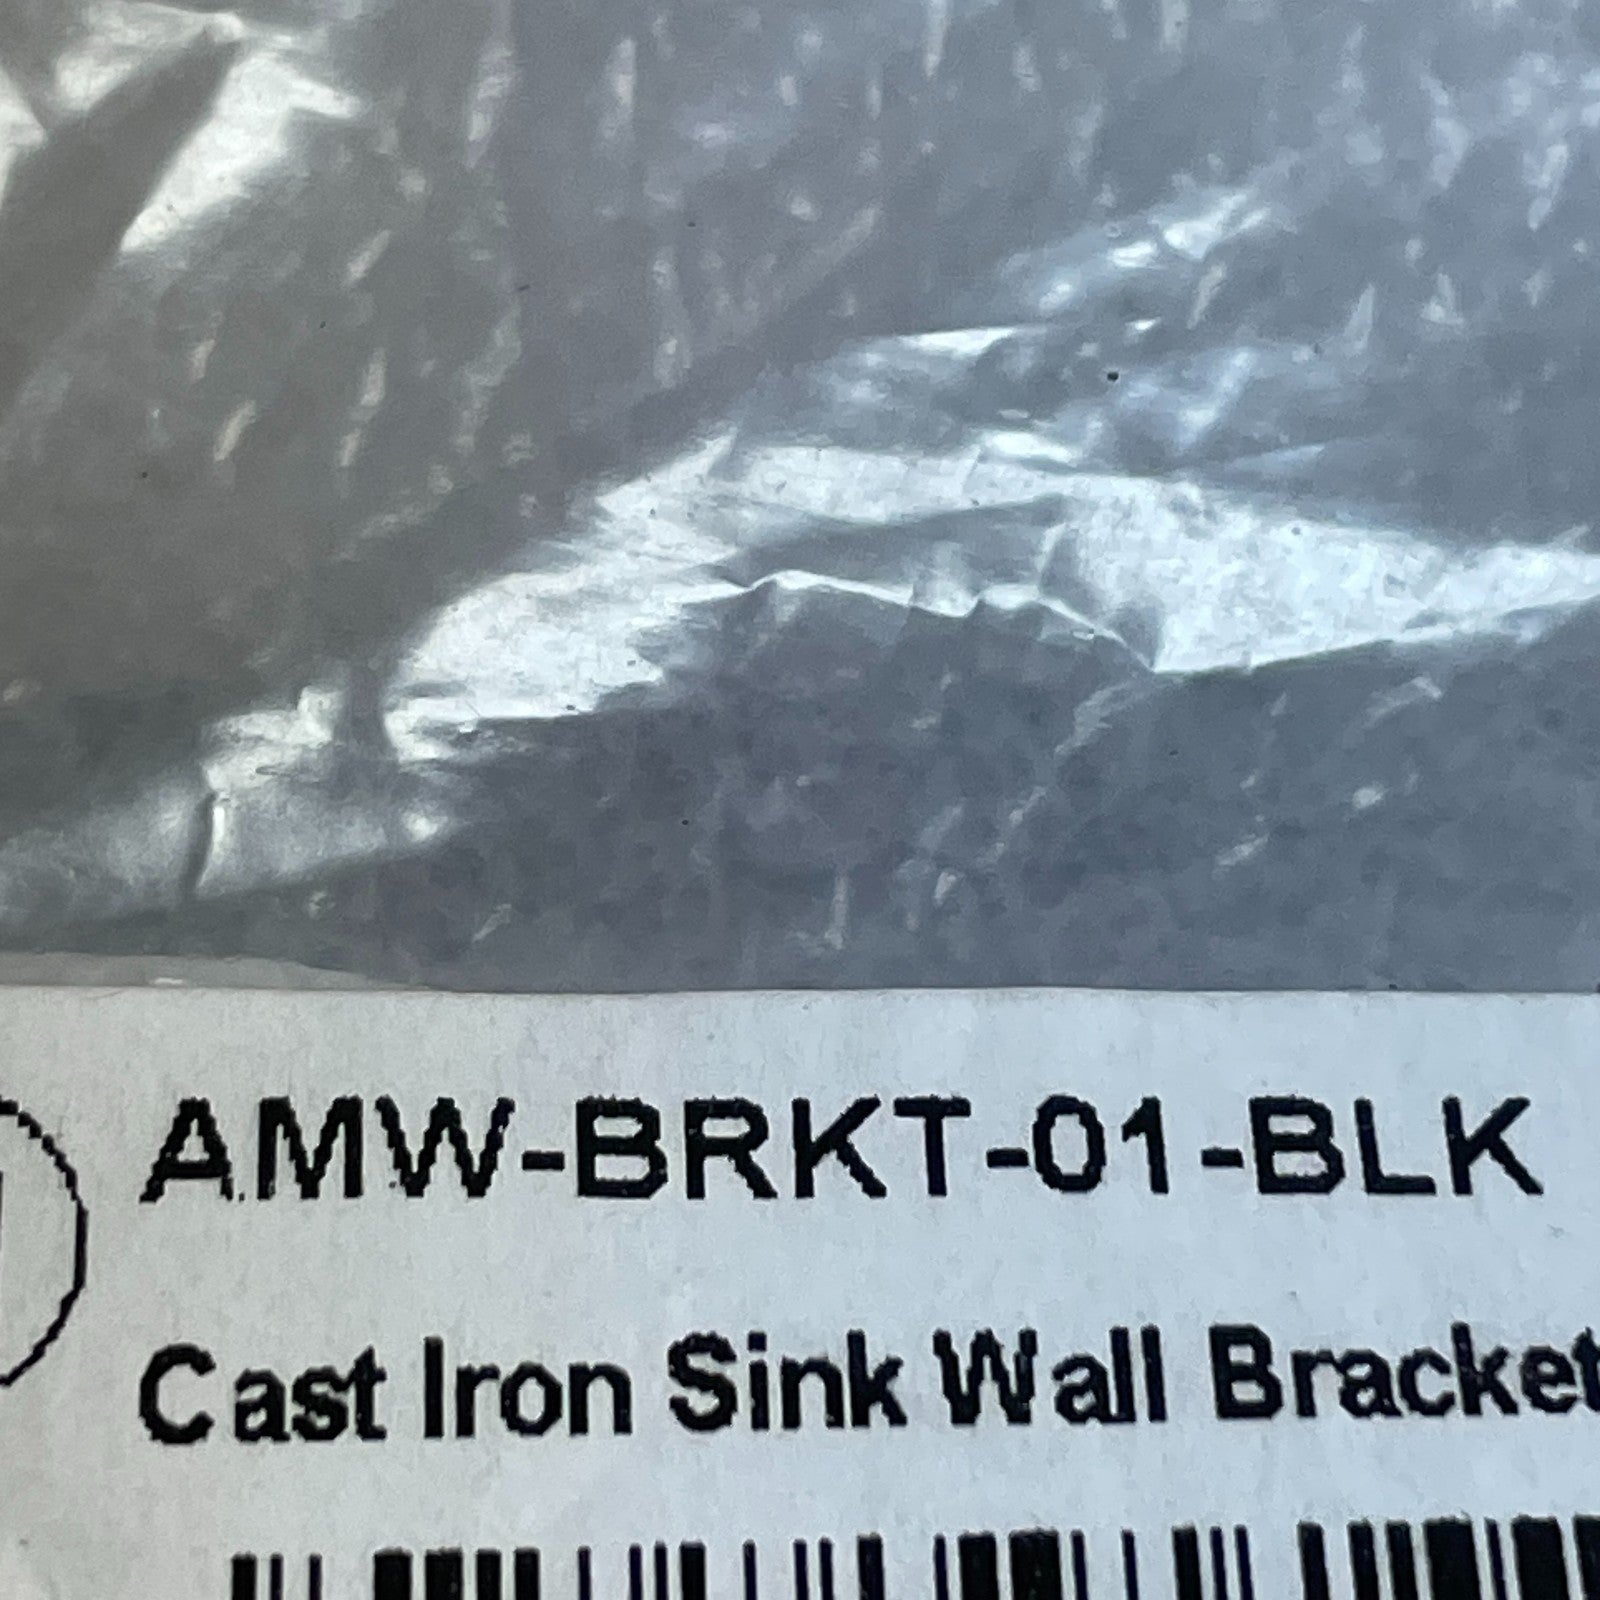 AMW-BRKT-01-BLK
Cast Iron Sink Wall Bracket